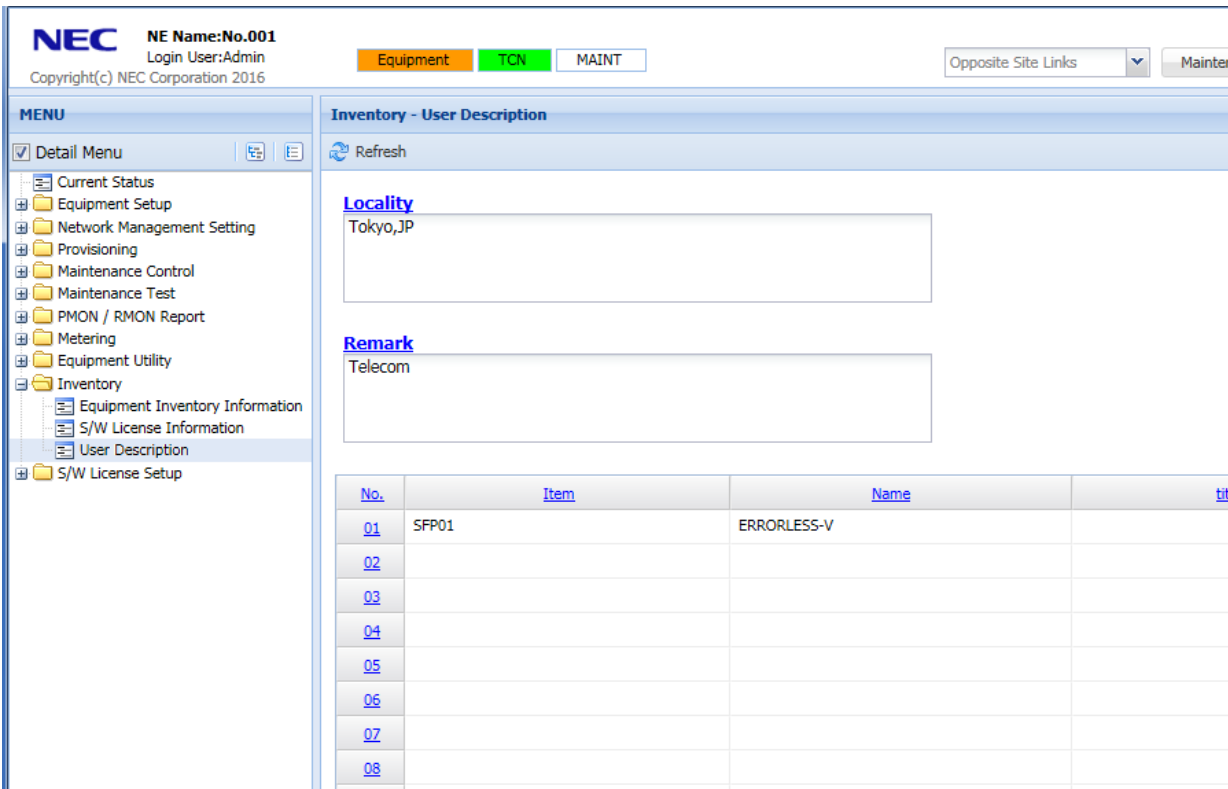 NEC
NE Name:No.001
Login User:Admin
Copyright(c) NEC Corporation 2016
Equipment
TCN
MAINT
Opposite Site Links
MENU
Detail Menu
Current Status
Equipment Setup
Network Management Setting
Provisioning
Maintenance Control
Maintenance Test
PMON / RMON Report
Metering
Equipment Utility
Inventory
Equipment Inventory Information
S/W License Information
User Description
S/W License Setup
Inventory - User Description
Refresh
Locality
Tokyo,JP
Remark
Telecom
No. Item Name
01 SFP01 ERRORLESS-V
02
03
04
05
06
07
08